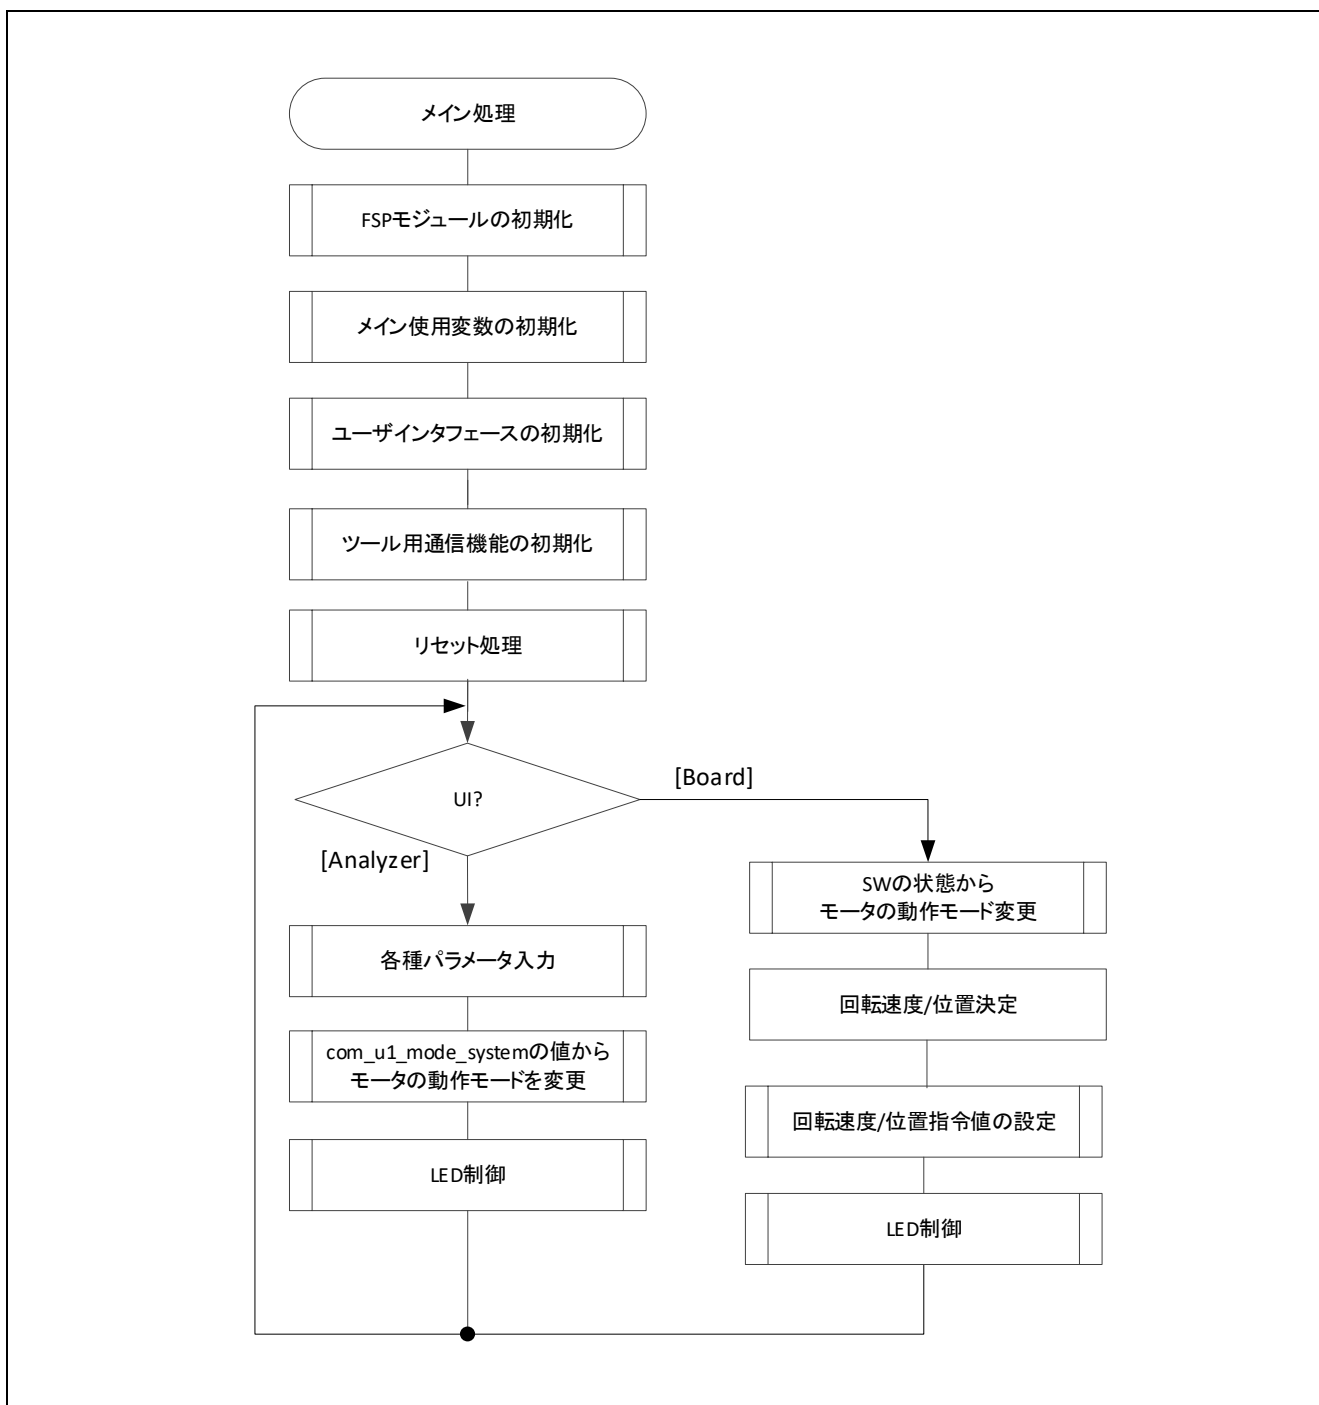 メイン処理
FSPモジュールの初期化
メイン使用変数の初期化
ユーザインタフェースの初期化
ツール用通信機能の初期化
リセット処理
UI?
[Board]
[Analyzer]
各種パラメータ入力
com_u1_mode_systemの値から
モータの動作モードを変更
LED制御
SWの状態から
モータの動作モード変更
回転速度/位置決定
回転速度/位置指令値の設定
LED制御